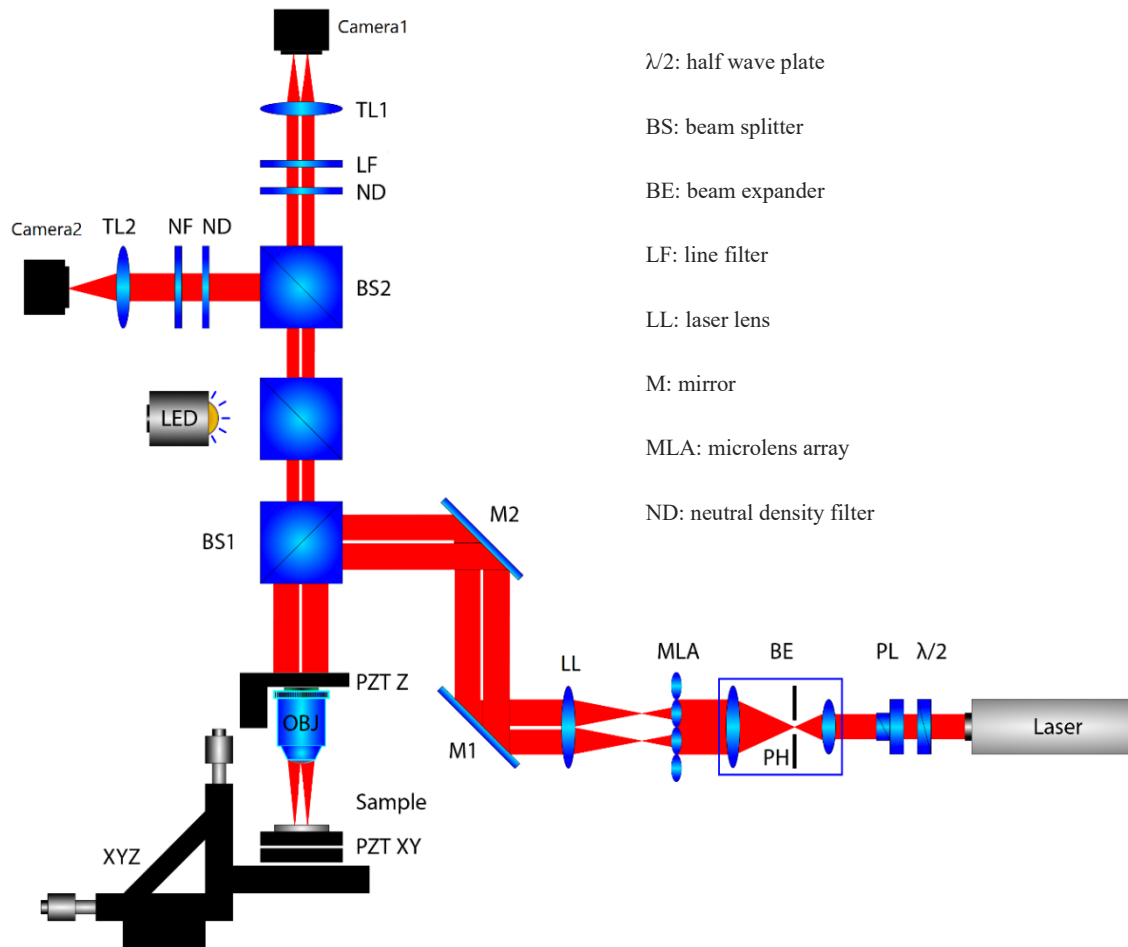 Camera1
λ/2: half wave plate
TL1
BS: beam splitter
LF
ND
BE: beam expander
Camera2
TL2
NF
ND
LF: line filter
BS2
LL: laser lens
M: mirror
LED
MLA: microlens array
M2
ND: neutral density filter
BS1
LL
MLA
BE
PL
λ/2
PZT Z
OBJ
M1
PH
Laser
Sample
PZT XY
XYZ